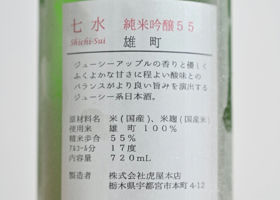 七水 純米吟醸55
Shichi-Sui 雄町
ジューシーアップルの香りと優しく
ふくよかな甘さに程よい酸味との
バランスがより良い旨みを演出する
ジューシー系日本酒。
原材料名 米(国産)、米麹(国産米)
使用米 雄町 100%
精米歩合 55%
アルコール分 17度
内容量 720mL
製造者 株式会社虎屋本店
栃木県宇都宮市本町4-12